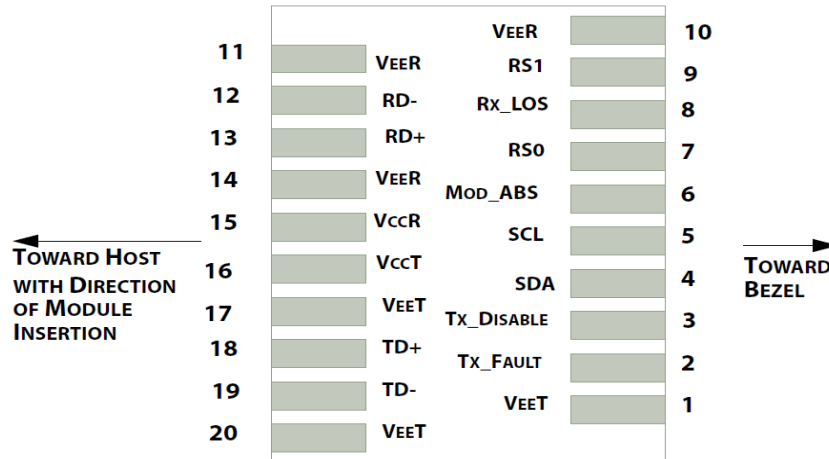 VEER 10
11 VEER
RS1 9
12 RD-
RX_LOS 8
13 RD+
RS0 7
14 VEER
MOD_ABS 6
15 VCCR
SCL 5
TOWARD HOST
WITH DIRECTION
OF MODULE
INSERTION
16 VCCT
TOWARD
BEZEL
SDA 4
17 VEET
TX_DISABLE 3
18 TD+
TX_FAULT 2
19 TD-
VEET 1
20 VEET